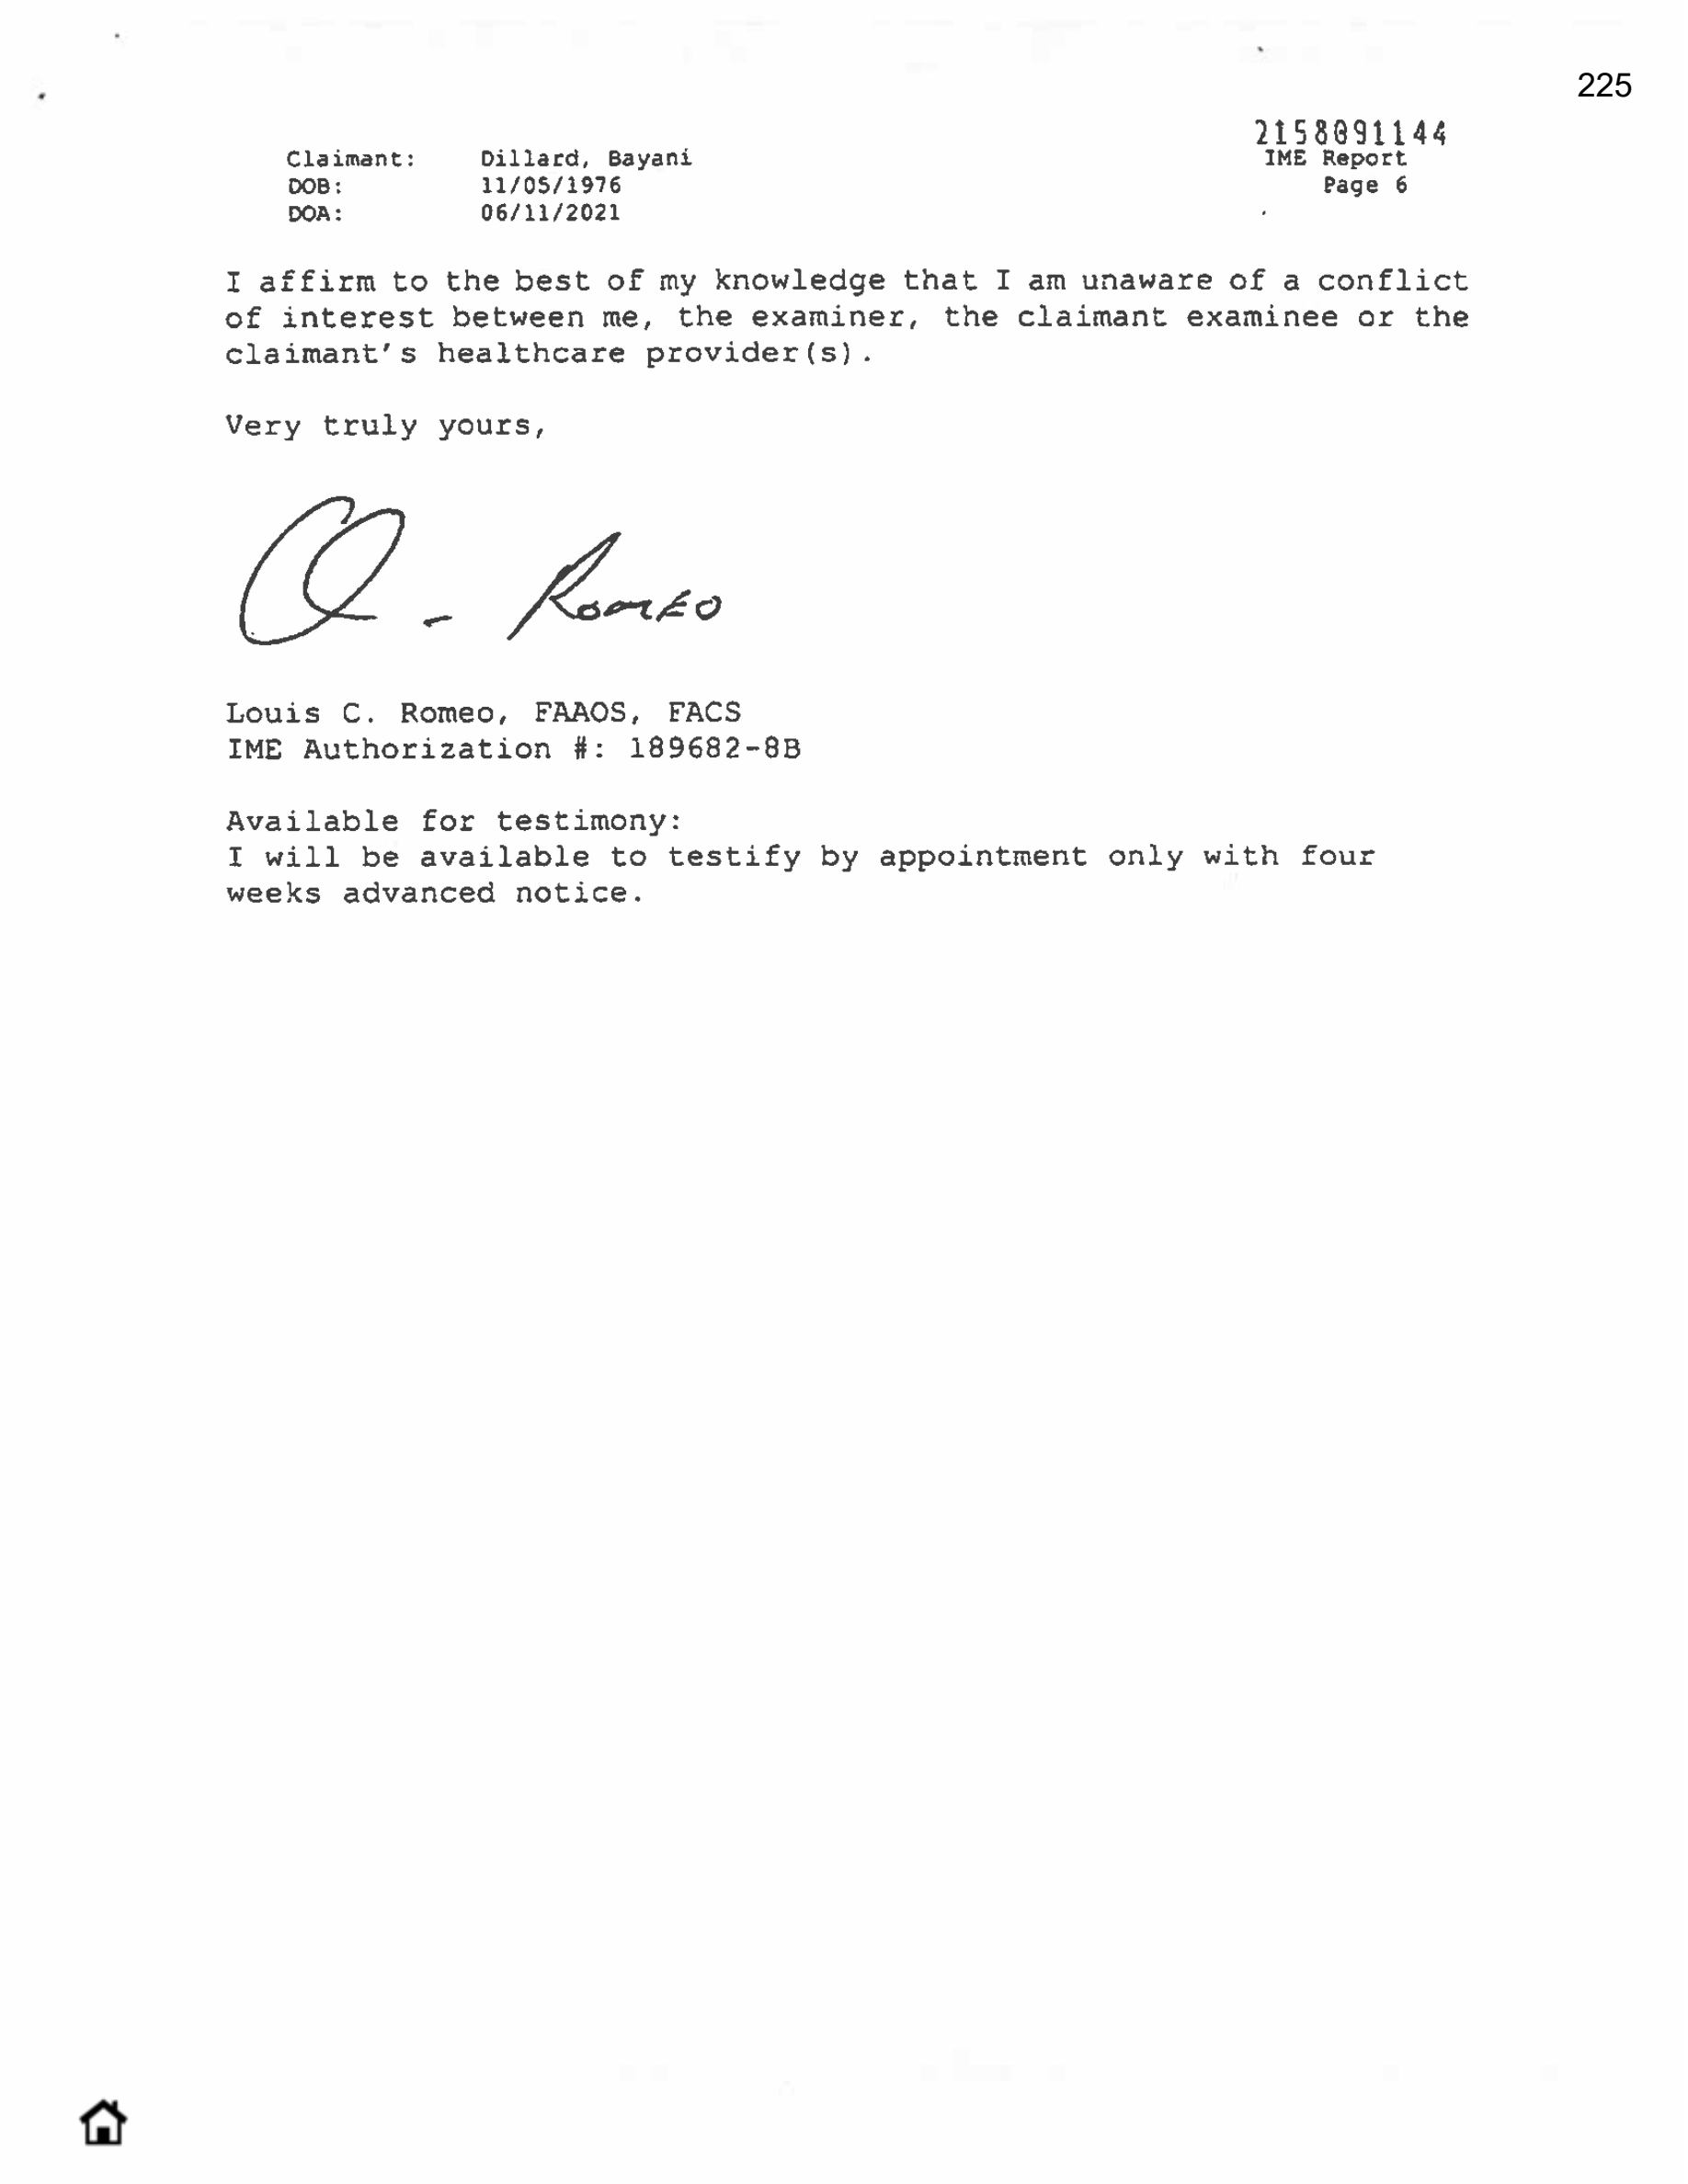 225
2158091144
Claimant: Dillard, Bayani IME Report
DOB: 11/05/1976 Page 6
DOA: 06/11/2021
I affirm to the best of my knowledge that I am unaware of a conflict
of interest between me, the examiner, the claimant examinee or the
claimant's healthcare provider(s).
Very truly yours,
Romeo
Louis C. Romeo, FAAOS, FACS
IME Authorization #: 189682-8B
Available for testimony:
I will be available to testify by appointment only with four
weeks advanced notice.